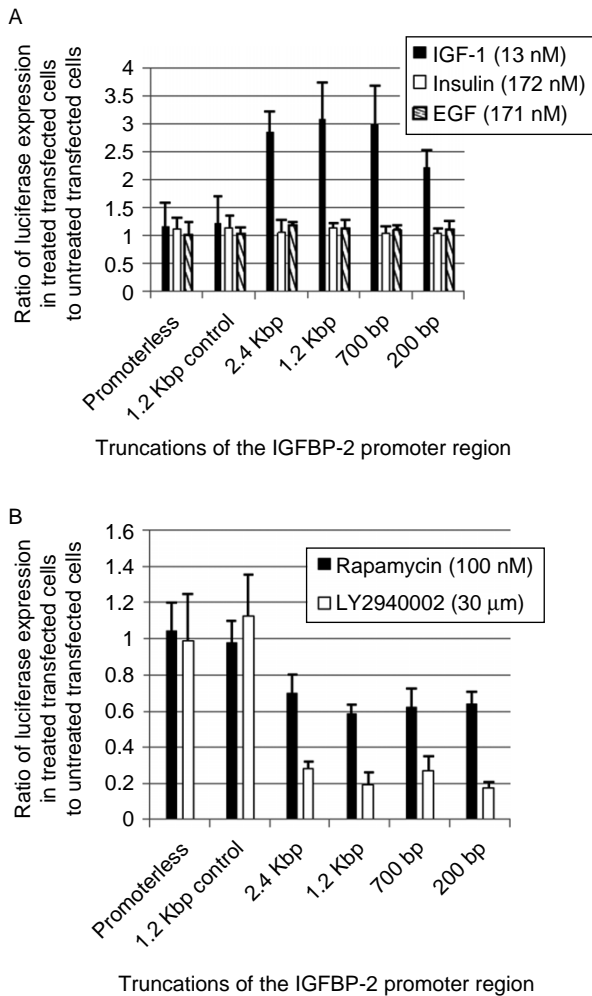 A
Ratio of luciferase expression
in treated transfected cells
to untreated transfected cells
4
3.5
3
2.5
2
1.5
1
0.5
0
IGF-1 (13 nM)
Insulin (172 nM)
EGF (171 nM)
Promoterless
1.2 Kbp control
2.4 Kbp
1.2 Kbp
700 bp
200 bp
Truncations of the IGFBP-2 promoter region
B
Ratio of luciferase expression
in treated transfected cells
to untreated transfected cells
1.6
1.4
1.2
1
0.8
0.6
0.4
0.2
0
Rapamycin (100 nM)
LY2940002 (30 μm)
Promoterless
1.2 Kbp control
2.4 Kbp
1.2 Kbp
700 bp
200 bp
Truncations of the IGFBP-2 promoter region